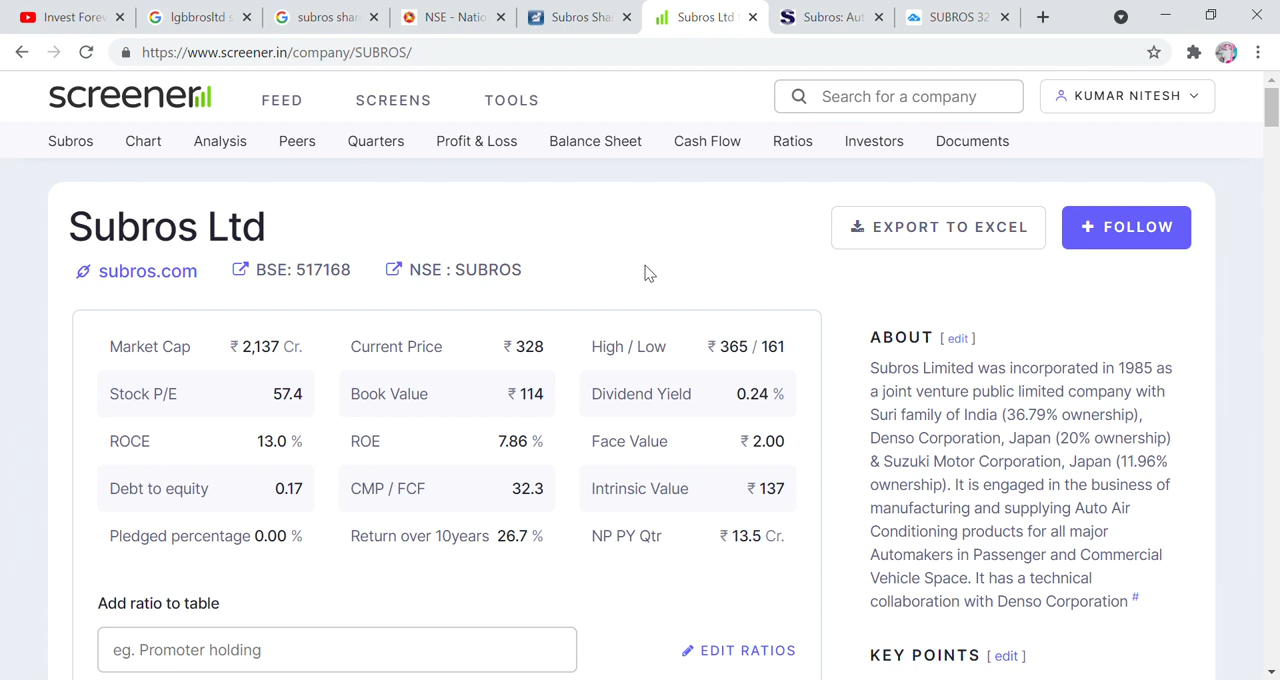 Invest Forev
lgbbrosltd s
subros shar
NSE - Natio
Subros Sha
Subros Ltd
Subros: Aut
SUBROS 32
https://www.screener.in/company/SUBROS/
screener
FEED
SCREENS
TOOLS
Search for a company
KUMAR NITESH
Subros
Chart
Analysis
Peers
Quarters
Profit & Loss
Balance Sheet
Cash Flow
Ratios
Investors
Documents
Subros Ltd
EXPORT TO EXCEL
+ FOLLOW
subros.com
BSE: 517168
NSE : SUBROS
Market Cap ₹ 2,137 Cr.
Current Price ₹ 328
High / Low ₹ 365 / 161
Stock P/E 57.4
Book Value ₹ 114
Dividend Yield 0.24 %
ROCE 13.0 %
ROE 7.86 %
Face Value ₹ 2.00
Debt to equity 0.17
CMP / FCF 32.3
Intrinsic Value ₹ 137
Pledged percentage 0.00 %
Return over 10years 26.7 %
NP PY Qtr ₹ 13.5 Cr.
Add ratio to table
eg. Promoter holding
EDIT RATIOS
ABOUT [ edit ]
Subros Limited was incorporated in 1985 as
a joint venture public limited company with
Suri family of India (36.79% ownership),
Denso Corporation, Japan (20% ownership)
& Suzuki Motor Corporation, Japan (11.96%
ownership). It is engaged in the business of
manufacturing and supplying Auto Air
Conditioning products for all major
Automakers in Passenger and Commercial
Vehicle Space. It has a technical
collaboration with Denso Corporation #
KEY POINTS [ edit ]